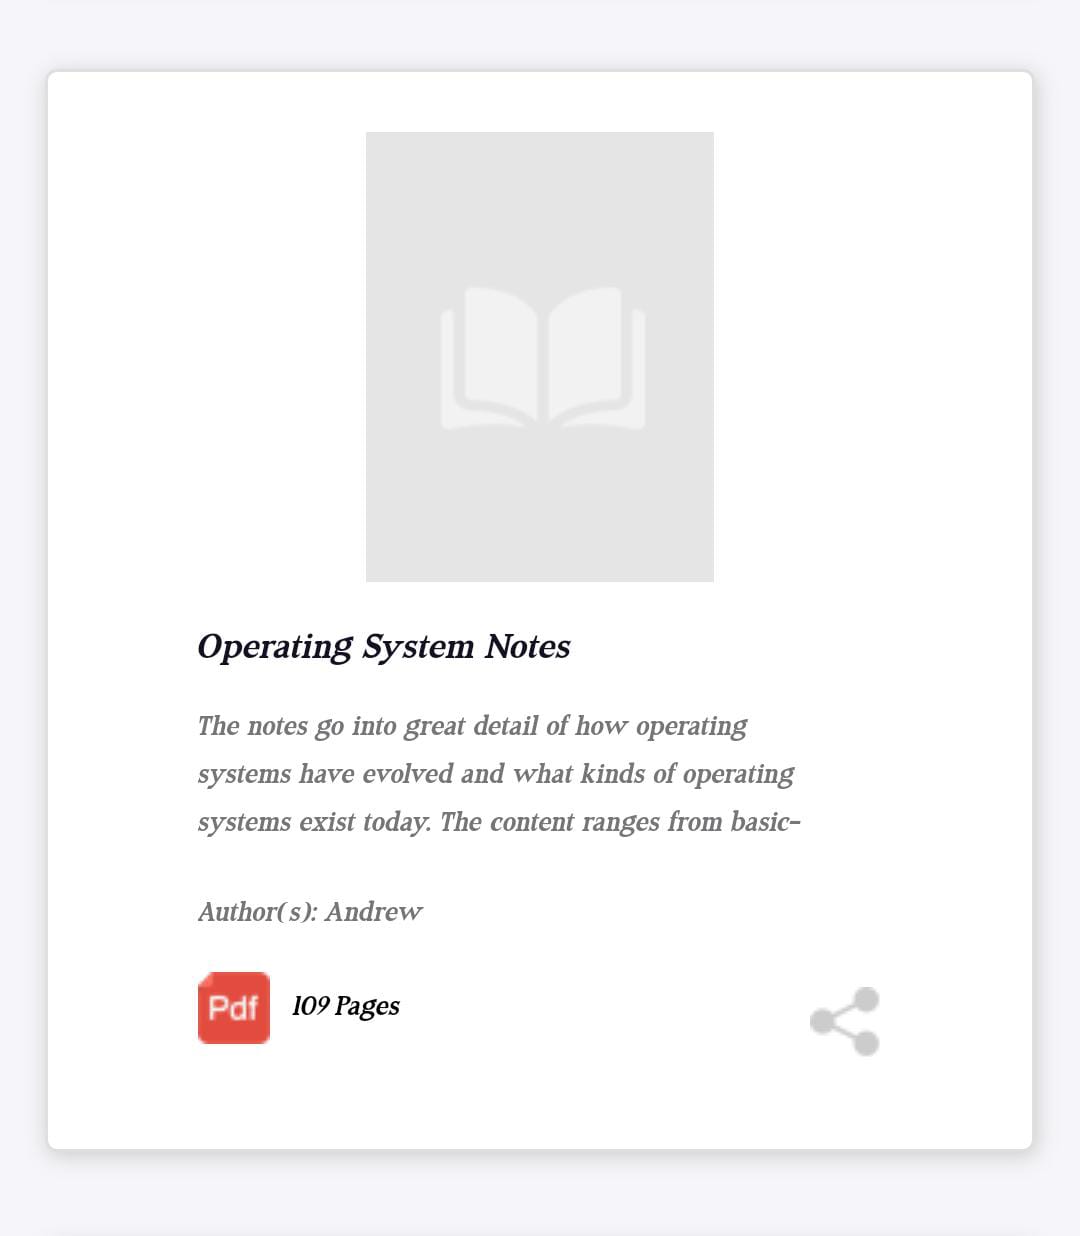 Operating System Notes
The notes go into great detail of how operating
systems have evolved and what kinds of operating
systems exist today. The content ranges from basic-
Author(s): Andrew
Pdf 109 Pages